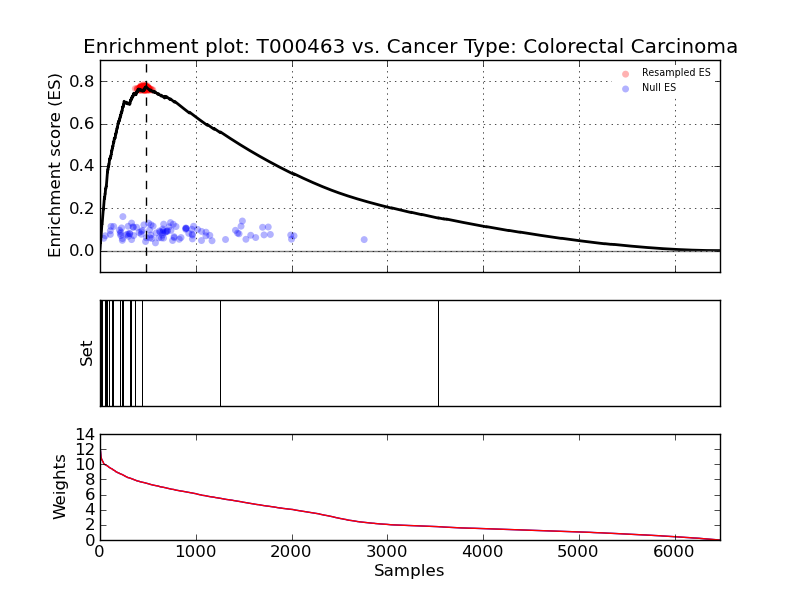 Enrichment plot: T000463 vs. Cancer Type: Colorectal Carcinoma
Enrichment score (ES)
0.8
0.6
0.4
0.2
0.0
Resampled ES
Null ES
Set
Weights
14
12
10
8
6
4
2
0
0 1000 2000 3000 4000 5000 6000
Samples